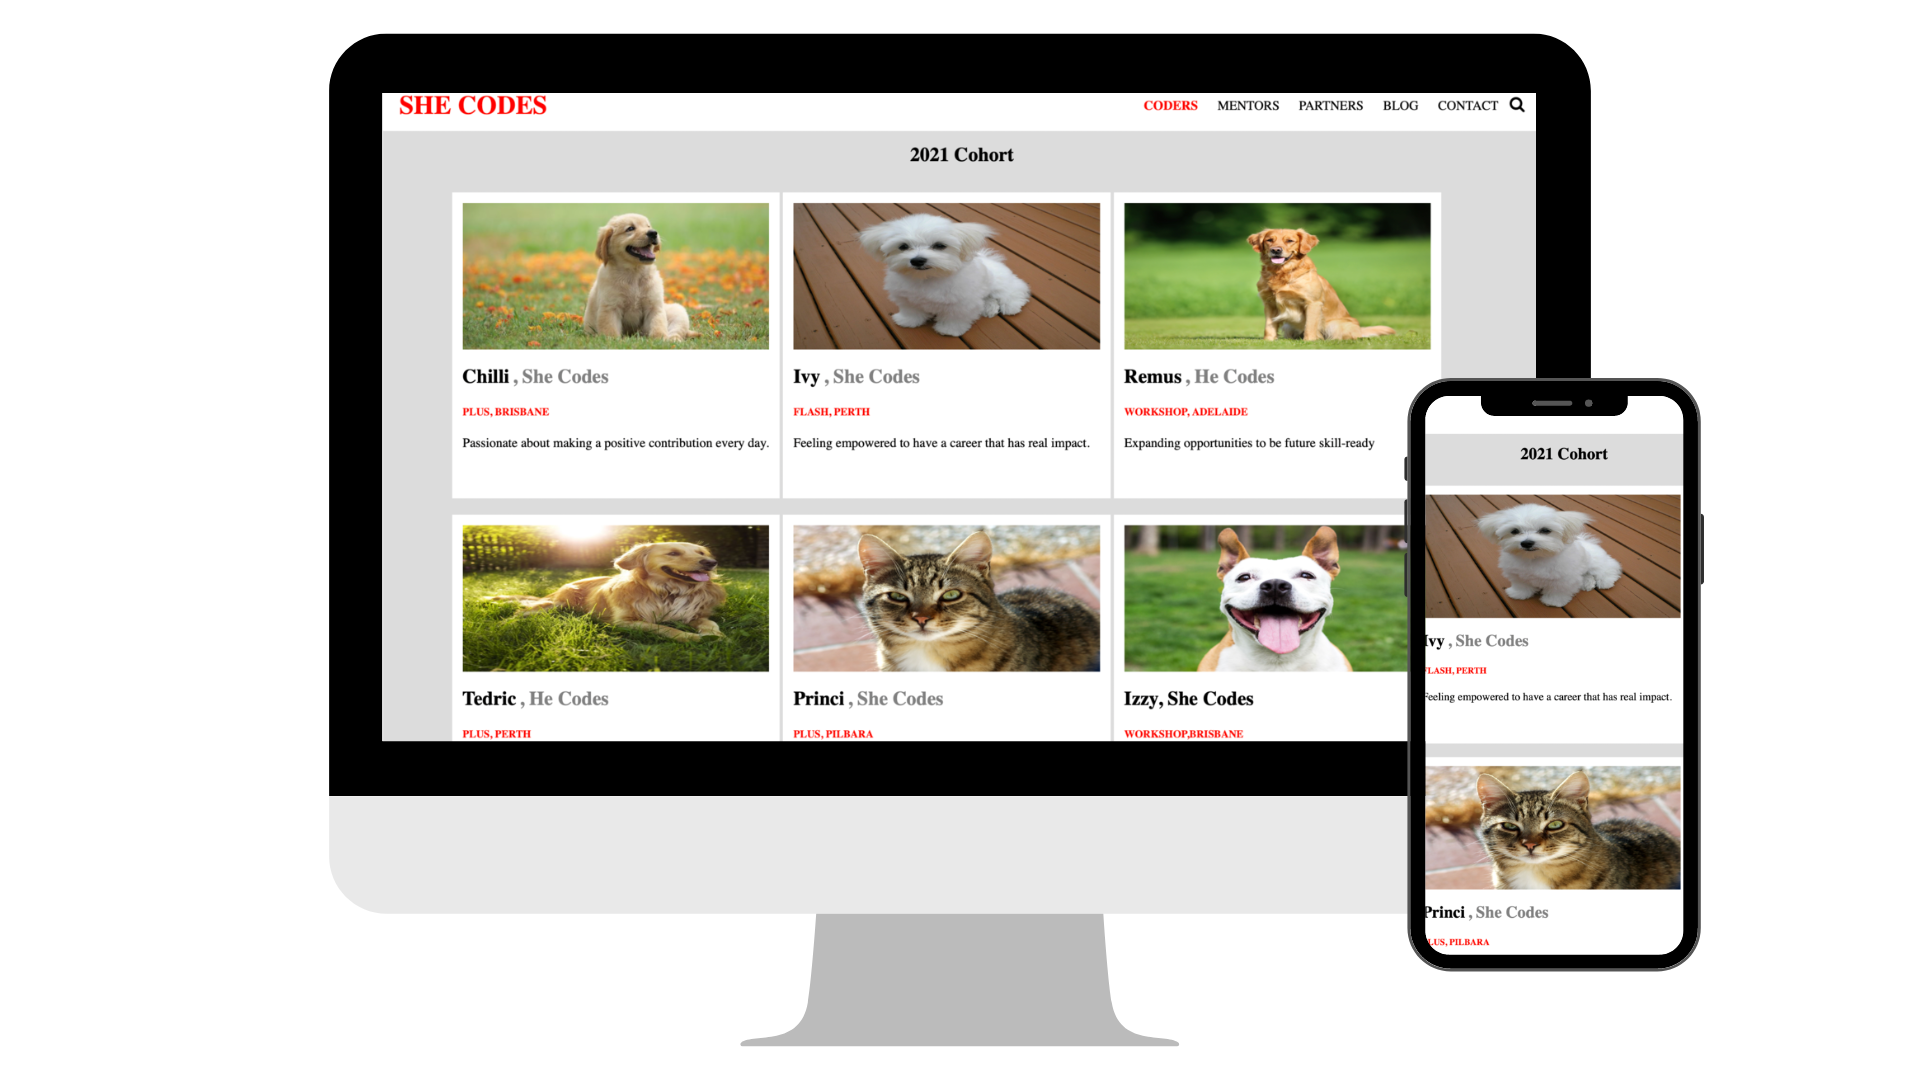 SHE CODES
CODERS MENTORS PARTNERS BLOG CONTACT
2021 Cohort
Chilli , She Codes
PLUS, BRISBANE
Passionate about making a positive contribution every day.
Ivy , She Codes
FLASH, PERTH
Feeling empowered to have a career that has real impact.
Remus , He Codes
WORKSHOP, ADELAIDE
Expanding opportunities to be future skill-ready
Tedric , He Codes
PLUS, PERTH
Princi , She Codes
PLUS, PILBARA
Izzy, She Codes
WORKSHOP,BRISBANE
2021 Cohort
Ivy , She Codes
FLASH, PERTH
Feeling empowered to have a career that has real impact.
Princi , She Codes
PLUS, PILBARA